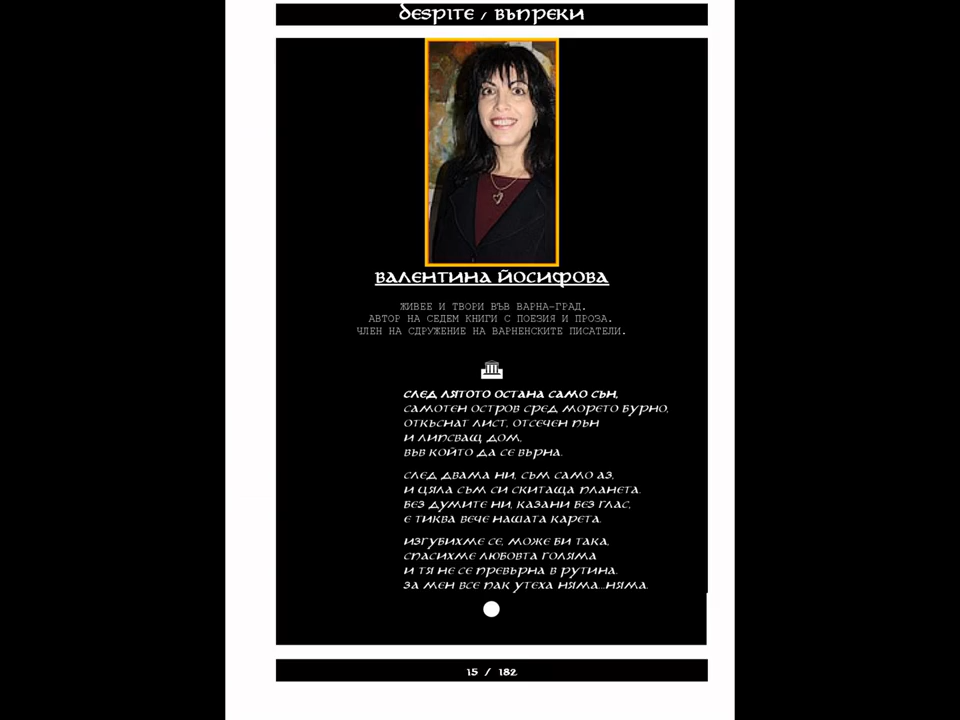 DESPITE / ВЪПРЕКИ
ВАЛЕНТИНА ЙОСИФОВА
ЖИВЕЕ И ТВОРИ ВЪВ ВАРНА-ГРАД.
АВТОР НА СЕДЕМ КНИГИ С ПОЕЗИЯ И ПРОЗА.
ЧЛЕН НА СДРУЖЕНИЕ НА ВАРНЕНСКИТЕ ПИСАТЕЛИ.
СЛЕД ЛЯТОТО ОСТАНА САМО СЪН,
САМОТЕН ОСТРОВ СРЕД МОРЕТО БУРНО,
ОТКЪСНАТ ЛИСТ, ОТСЕЧЕН ПЪН
И ЛИПСВАЩ ДОМ,
ВЪВ КОЙТО ДА СЕ ВЪРНА.
СЛЕД ДВАМА НИ, СЪМ САМО АЗ,
И ЦЯЛА СЪМ СИ СКИТАЩА ПЛАНЕТА.
БЕЗ ДУМИТЕ НИ, КАЗАНИ БЕЗ ГЛАС,
Е ТИКВА ВЕЧЕ НАШАТА КАРЕТА.
ИЗГУБИХМЕ СЕ, МОЖЕ БИ ТАКА,
СПАСИХМЕ ЛЮБОВТА ГОЛЯМА
И ТЯ НЕ СЕ ПРЕВЪРНА В РУТИНА.
ЗА МЕН ВСЕ ПАК УТЕХА НЯМА...НЯМА.
15 / 182